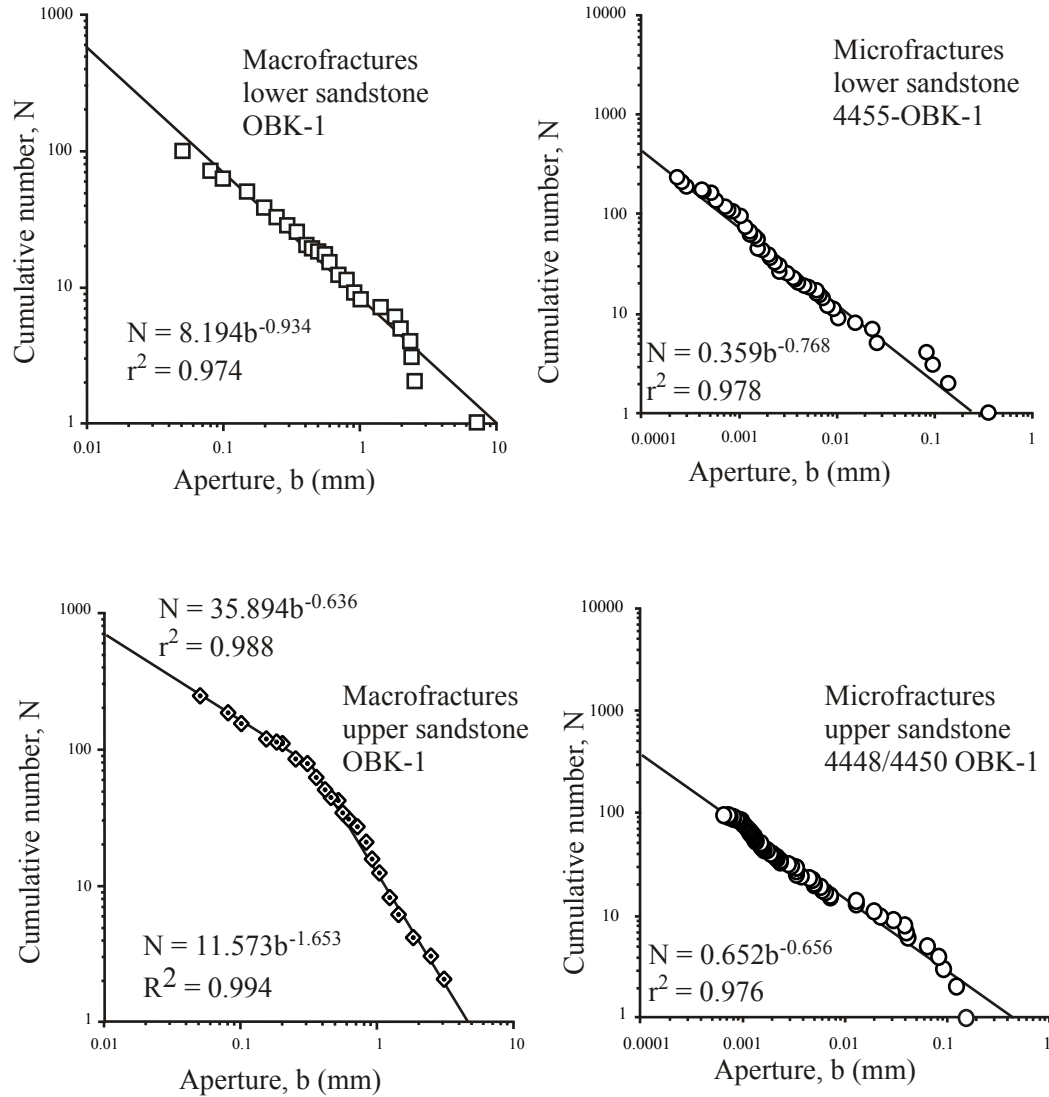 1000
100
10
1
0.01
0.1
1
10
Cumulative number, N
Aperture, b (mm)
Macrofractures
lower sandstone
OBK-1
N = 8.194b^-0.934
r² = 0.974
10000
1000
100
10
1
0.0001
0.001
0.01
0.1
1
Cumulative number, N
Aperture, b (mm)
Microfractures
lower sandstone
4455-OBK-1
N = 0.359b^-0.768
r² = 0.978
1000
100
10
1
0.01
0.1
1
10
Cumulative number, N
Aperture, b (mm)
N = 35.894b^-0.636
r² = 0.988
Macrofractures
upper sandstone
OBK-1
N = 11.573b^-1.653
R² = 0.994
10000
1000
100
10
1
0.0001
0.001
0.01
0.1
1
Cumulative number, N
Aperture, b (mm)
Microfractures
upper sandstone
4448/4450 OBK-1
N = 0.652b^-0.656
r² = 0.976